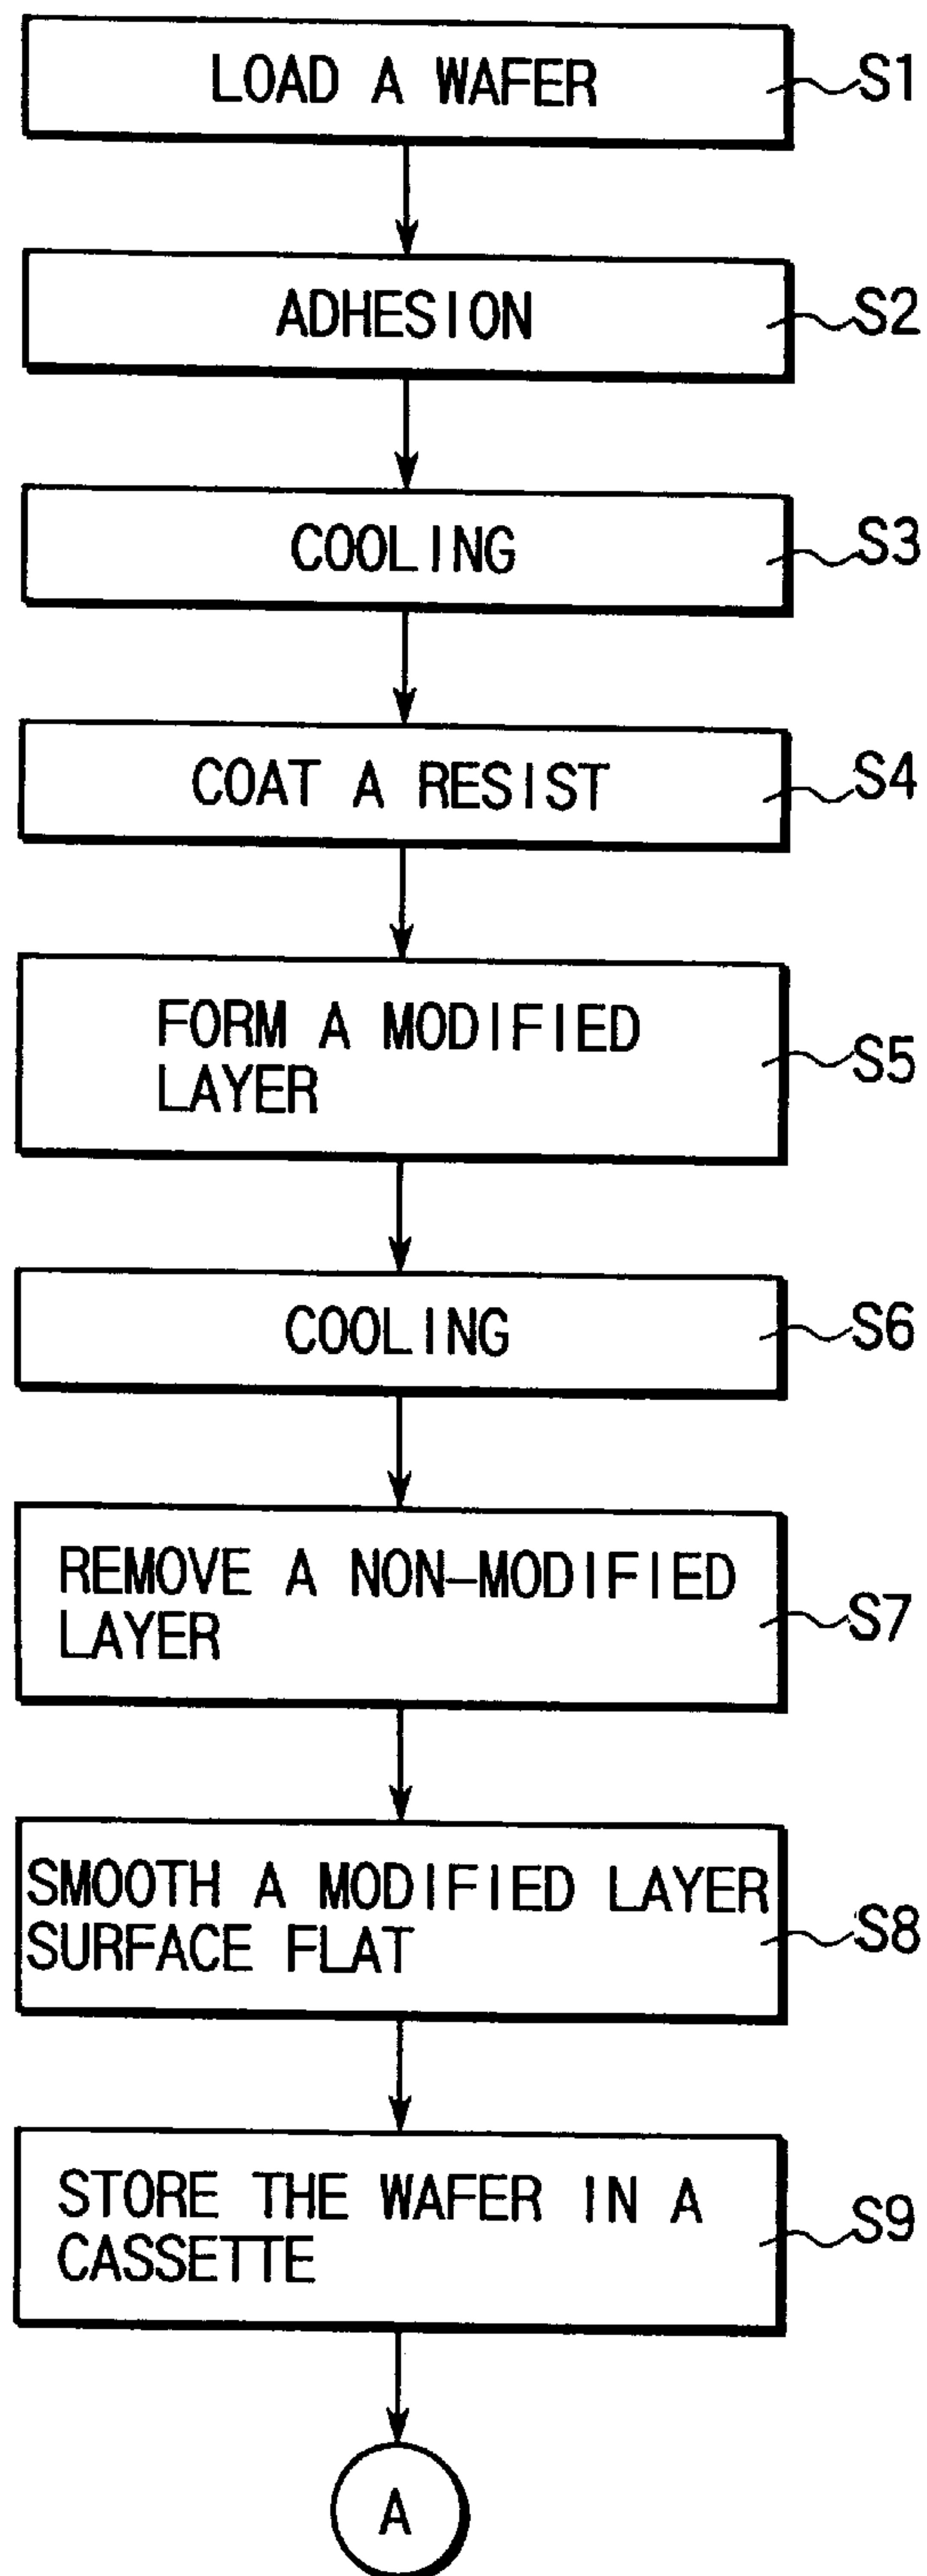 LOAD A WAFER
S1
ADHESION
S2
COOLING
S3
COAT A RESIST
S4
FORM A MODIFIED
LAYER
S5
COOLING
S6
REMOVE A NON-MODIFIED
LAYER
S7
SMOOTH A MODIFIED LAYER
SURFACE FLAT
S8
STORE THE WAFER IN A
CASSETTE
S9
A